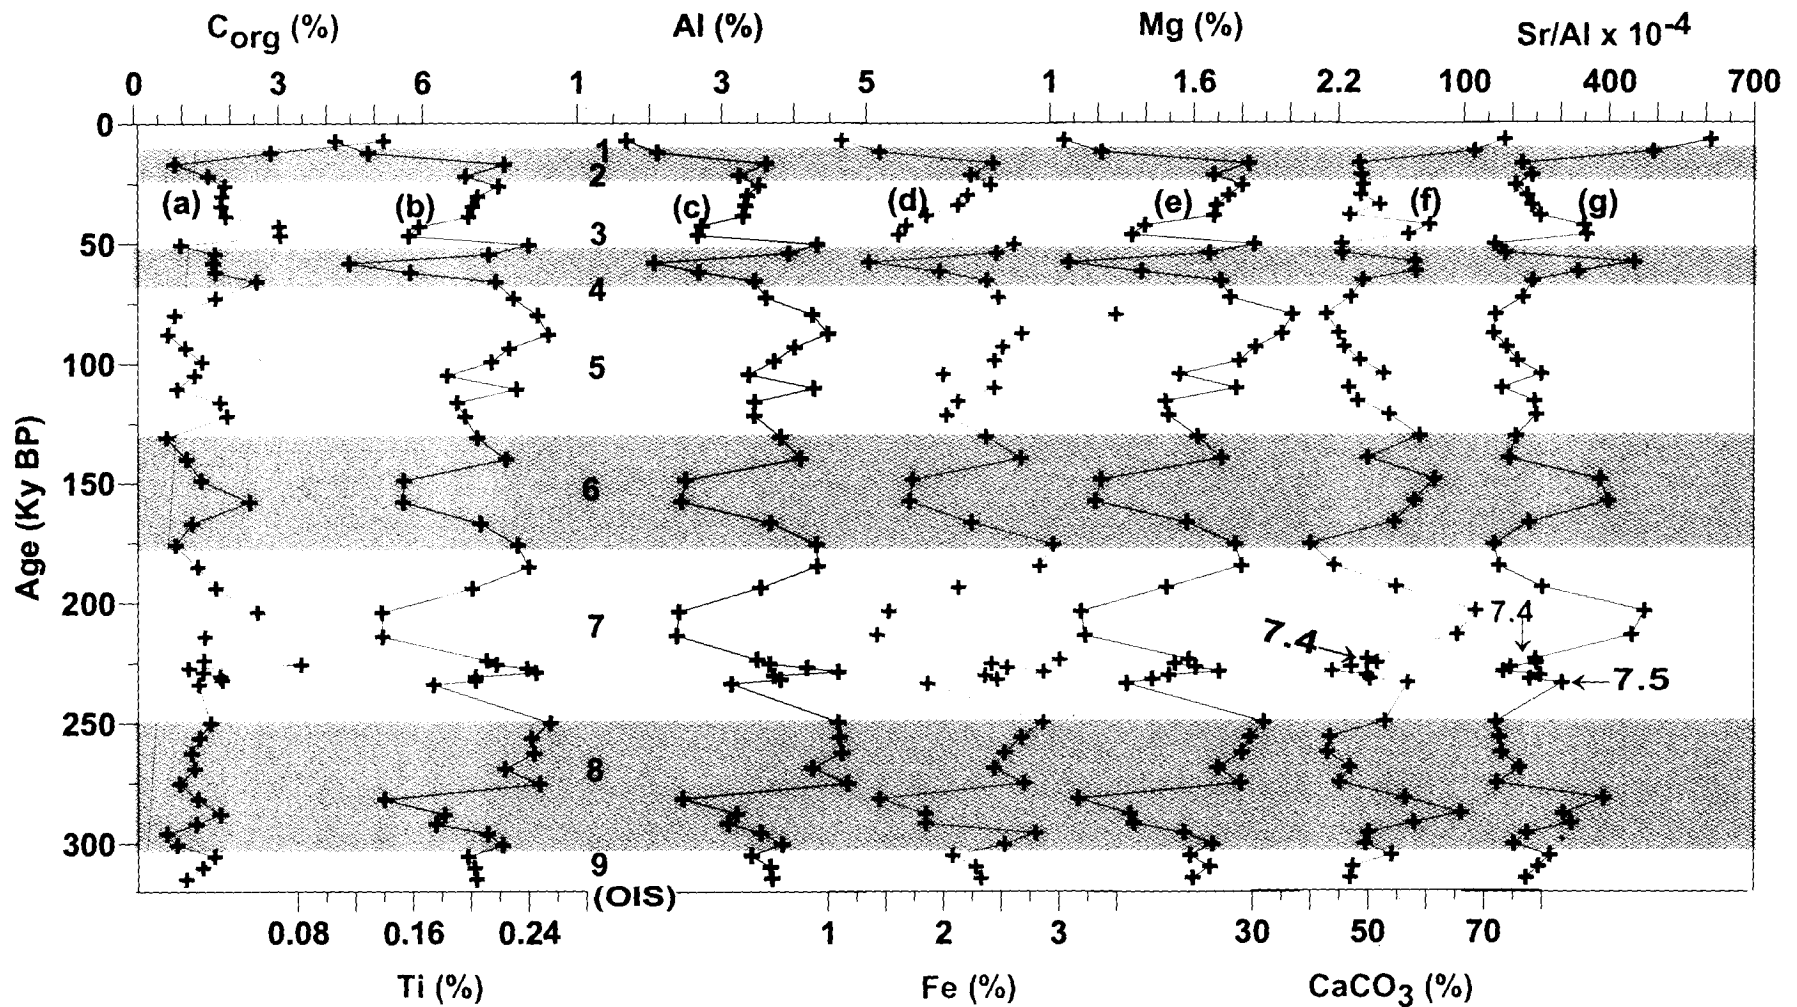 C_org (%) Al (%) Mg (%) Sr/Al x 10^-4
0 3 6 1 3 5 1 1.6 2.2 100 400 700
0
1
2
(a) (b) (c) (d) (e) (f) (g)
3
50
4
100
5
150
6
200
7.4
7
7.4
7.5
250
8
300
9
(OIS)
Age (Ky BP)
0.08 0.16 0.24 1 2 3 30 50 70
Ti (%) Fe (%) CaCO3 (%)